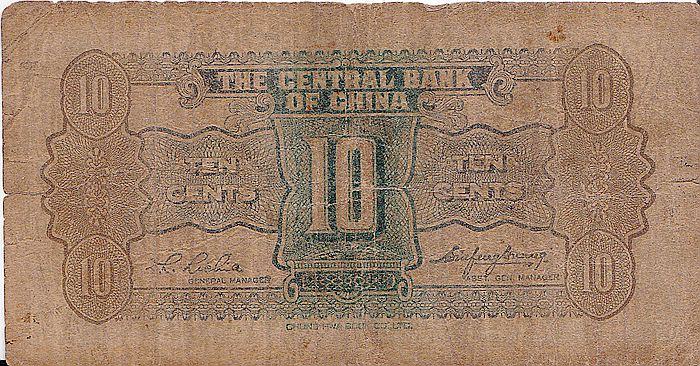 THE CENTRAL BANK
OF CHINA
10 10
10
TEN TEN
CENTS CENTS
10 10
GENERAL MANAGER ASST. GEN. MANAGER
CHUNG HWA BOOK CO. LTD.